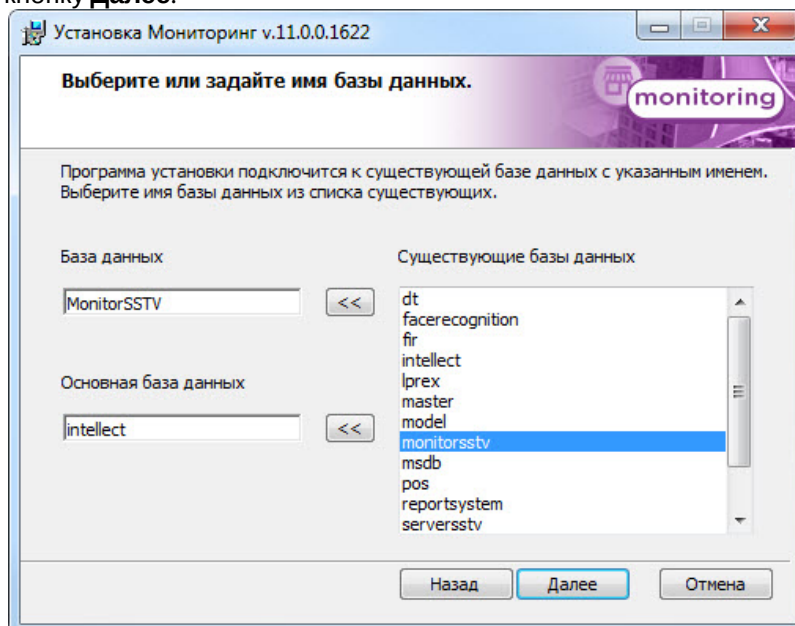 кнопку Далее.
Установка Мониторинг v.11.0.0.1622
Выберите или задайте имя базы данных.
monitoring
Программа установки подключится к существующей базе данных с указанным именем.
Выберите имя базы данных из списка существующих.
База данных
Существующие базы данных
MonitorSSTV
<<
dt
facerecognition
fir
intellect
Основная база данных
lprex
master
intellect
<<
model
monitorsstv
msdb
pos
reportsystem
serversstv
Назад
Далее
Отмена